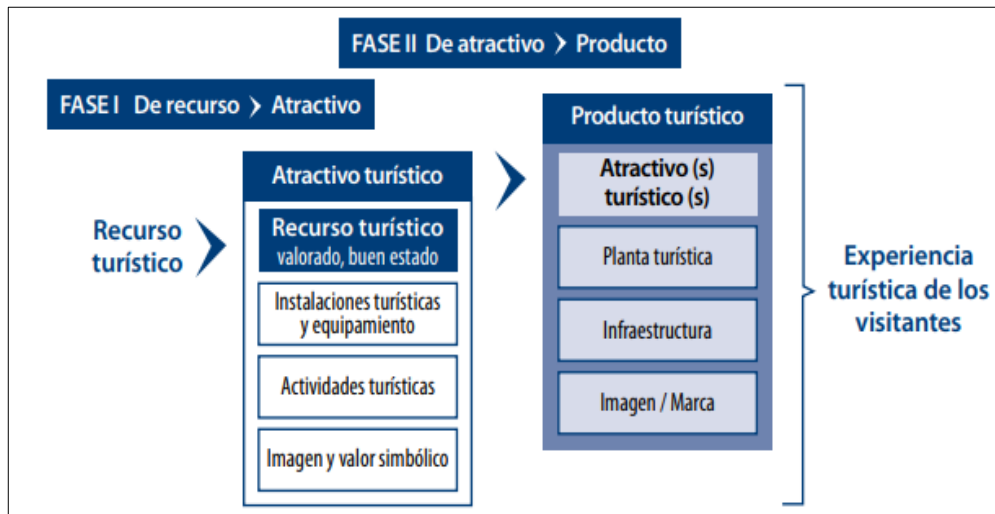 FASE II De atractivo > Producto
FASE I De recurso > Atractivo
Recurso
turístico
Atractivo turístico
Recurso turístico
valorado, buen estado
Instalaciones turísticas
y equipamiento
Actividades turísticas
Imagen y valor simbólico
Producto turístico
Atractivo (s)
turístico (s)
Planta turística
Infraestructura
Imagen / Marca
Experiencia
turística de los
visitantes